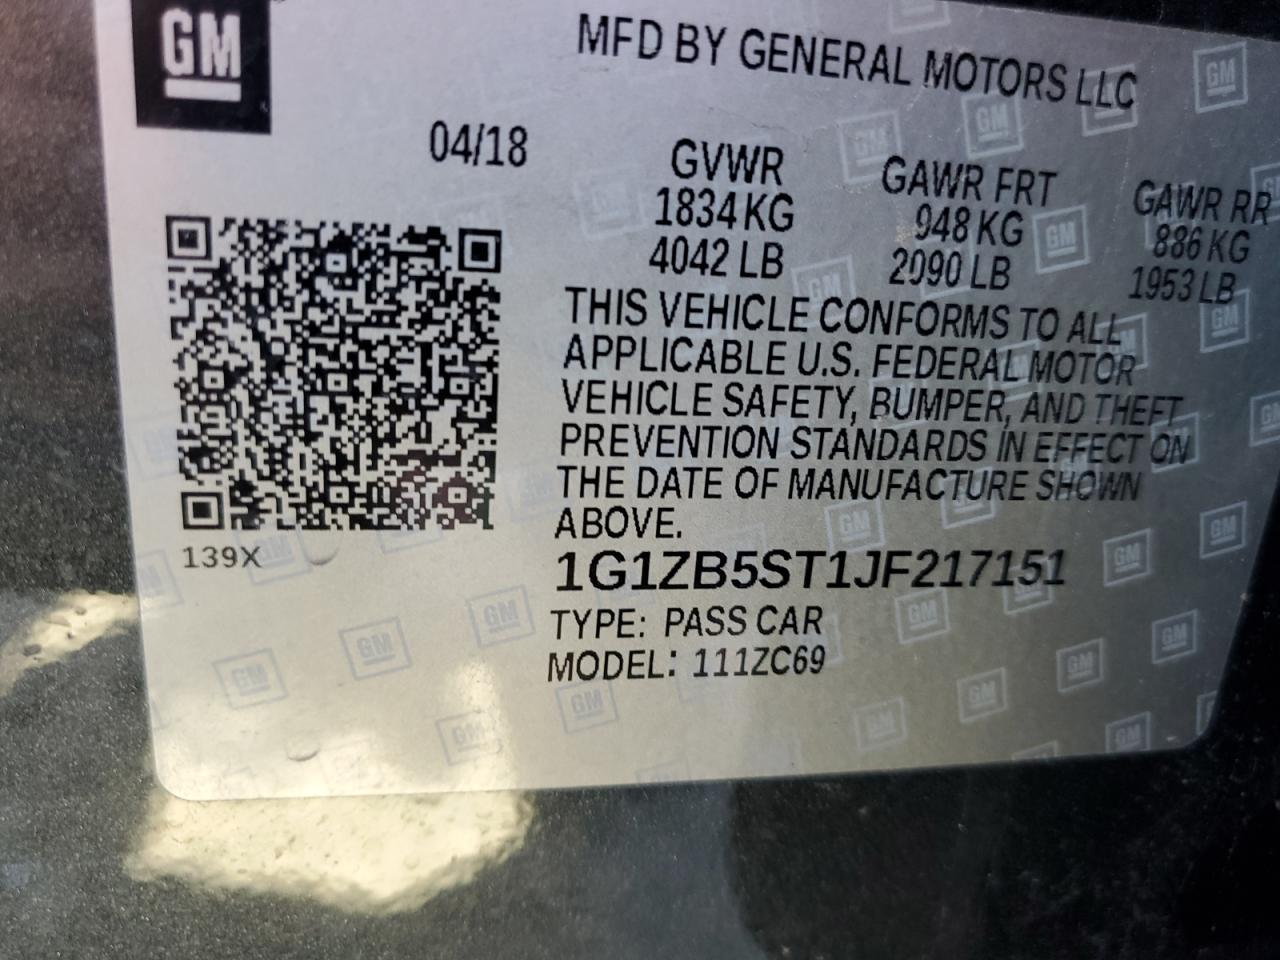 GM
MFD BY GENERAL MOTORS LLC
04/18
GVWR GAWR FRT GAWR RR
1834 KG 948 KG 886 KG
4042 LB 2090 LB 1953 LB
THIS VEHICLE CONFORMS TO ALL
APPLICABLE U.S. FEDERAL MOTOR
VEHICLE SAFETY, BUMPER, AND THEFT
PREVENTION STANDARDS IN EFFECT ON
THE DATE OF MANUFACTURE SHOWN
ABOVE.
139X
1G1ZB5ST1JF217151
TYPE: PASS CAR
MODEL: 111ZC69